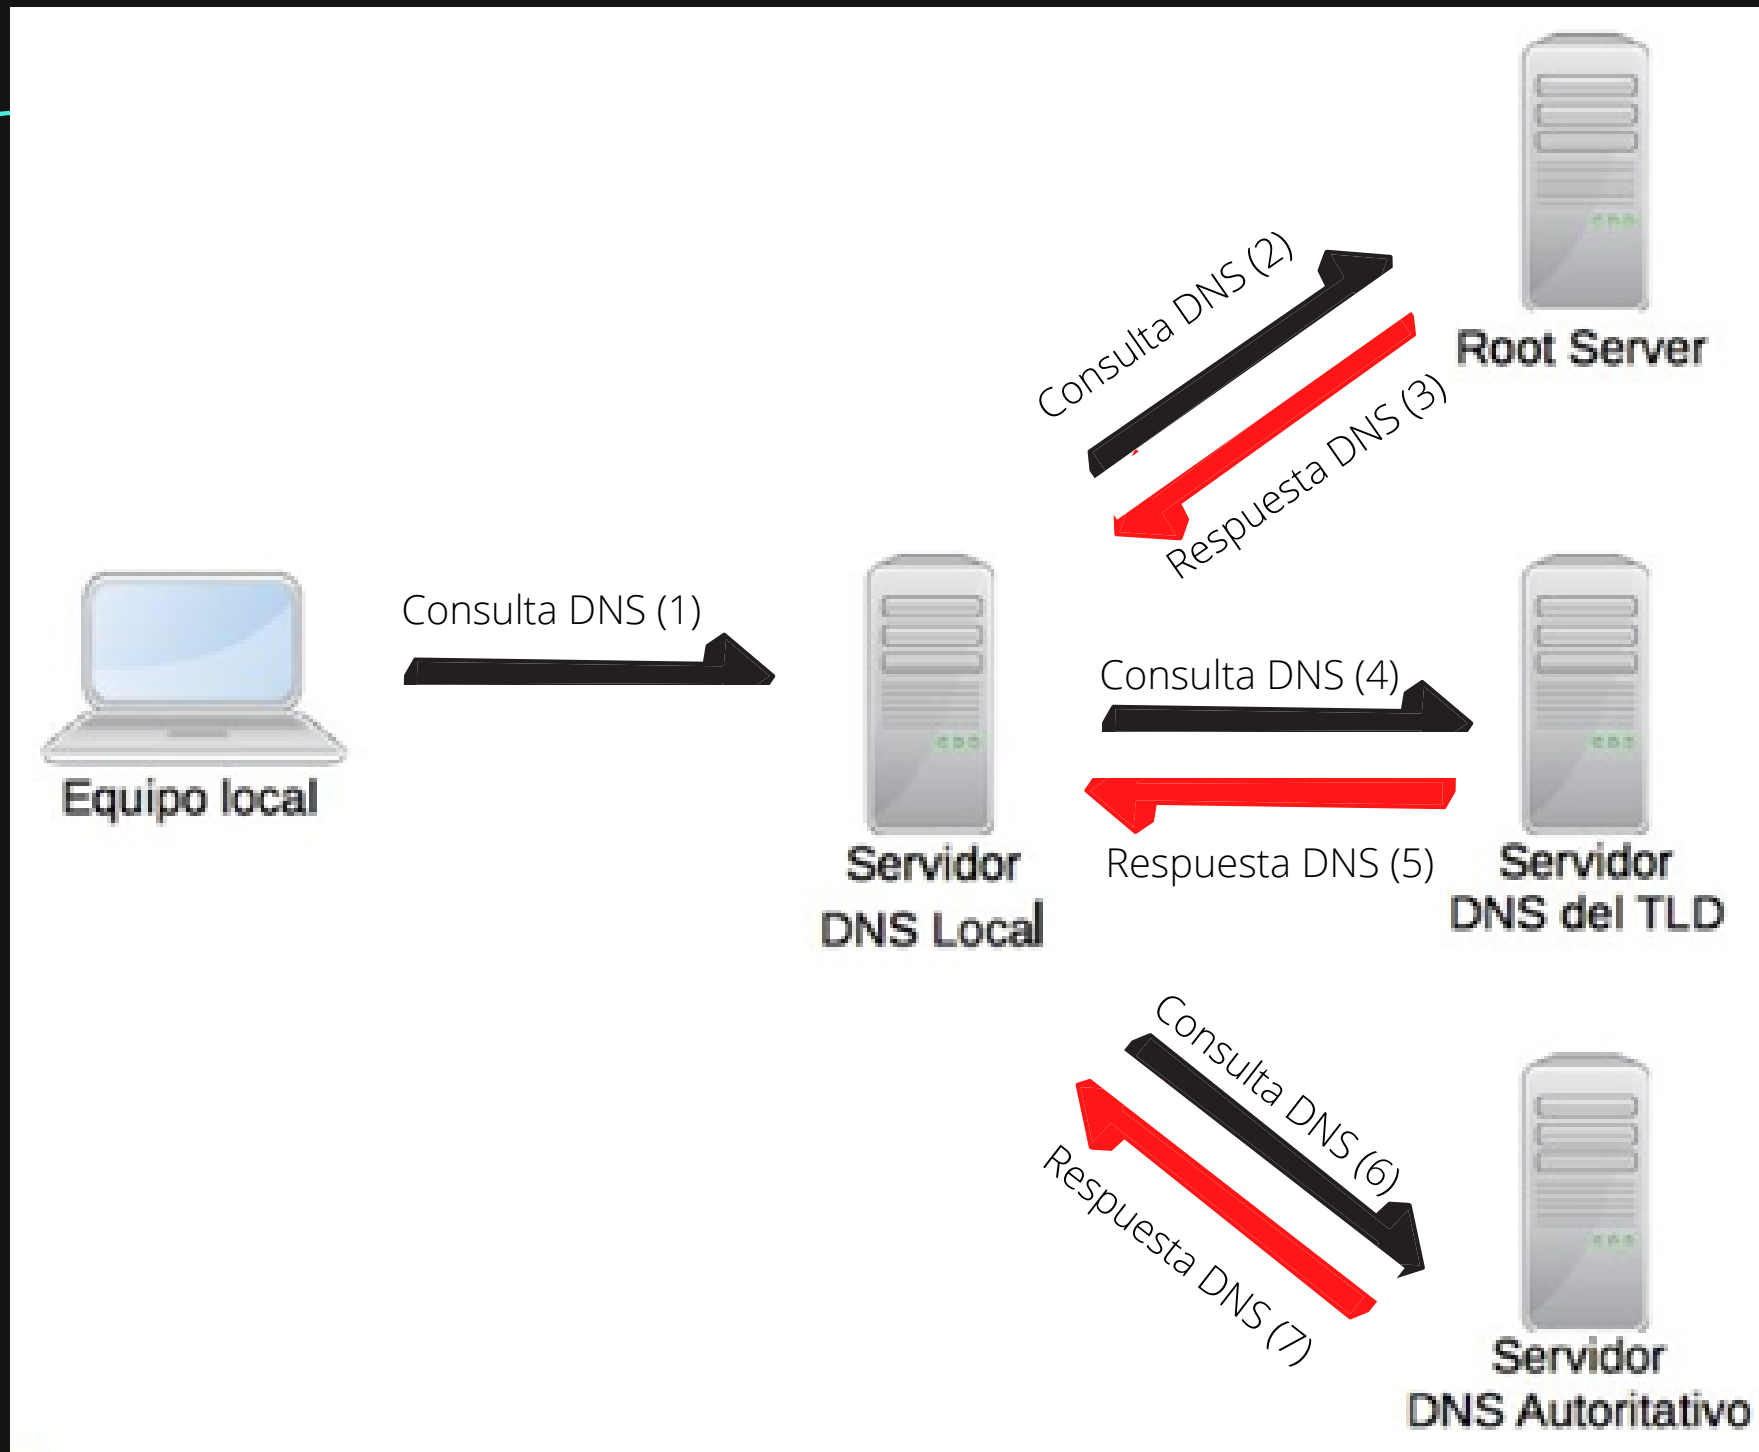 Root Server
Consulta DNS (2)
Respuesta DNS (3)
Consulta DNS (1)
Equipo local
Servidor
DNS Local
Consulta DNS (4)
Respuesta DNS (5)
Servidor
DNS del TLD
Consulta DNS (6)
Respuesta DNS (7)
Servidor
DNS Autoritativo